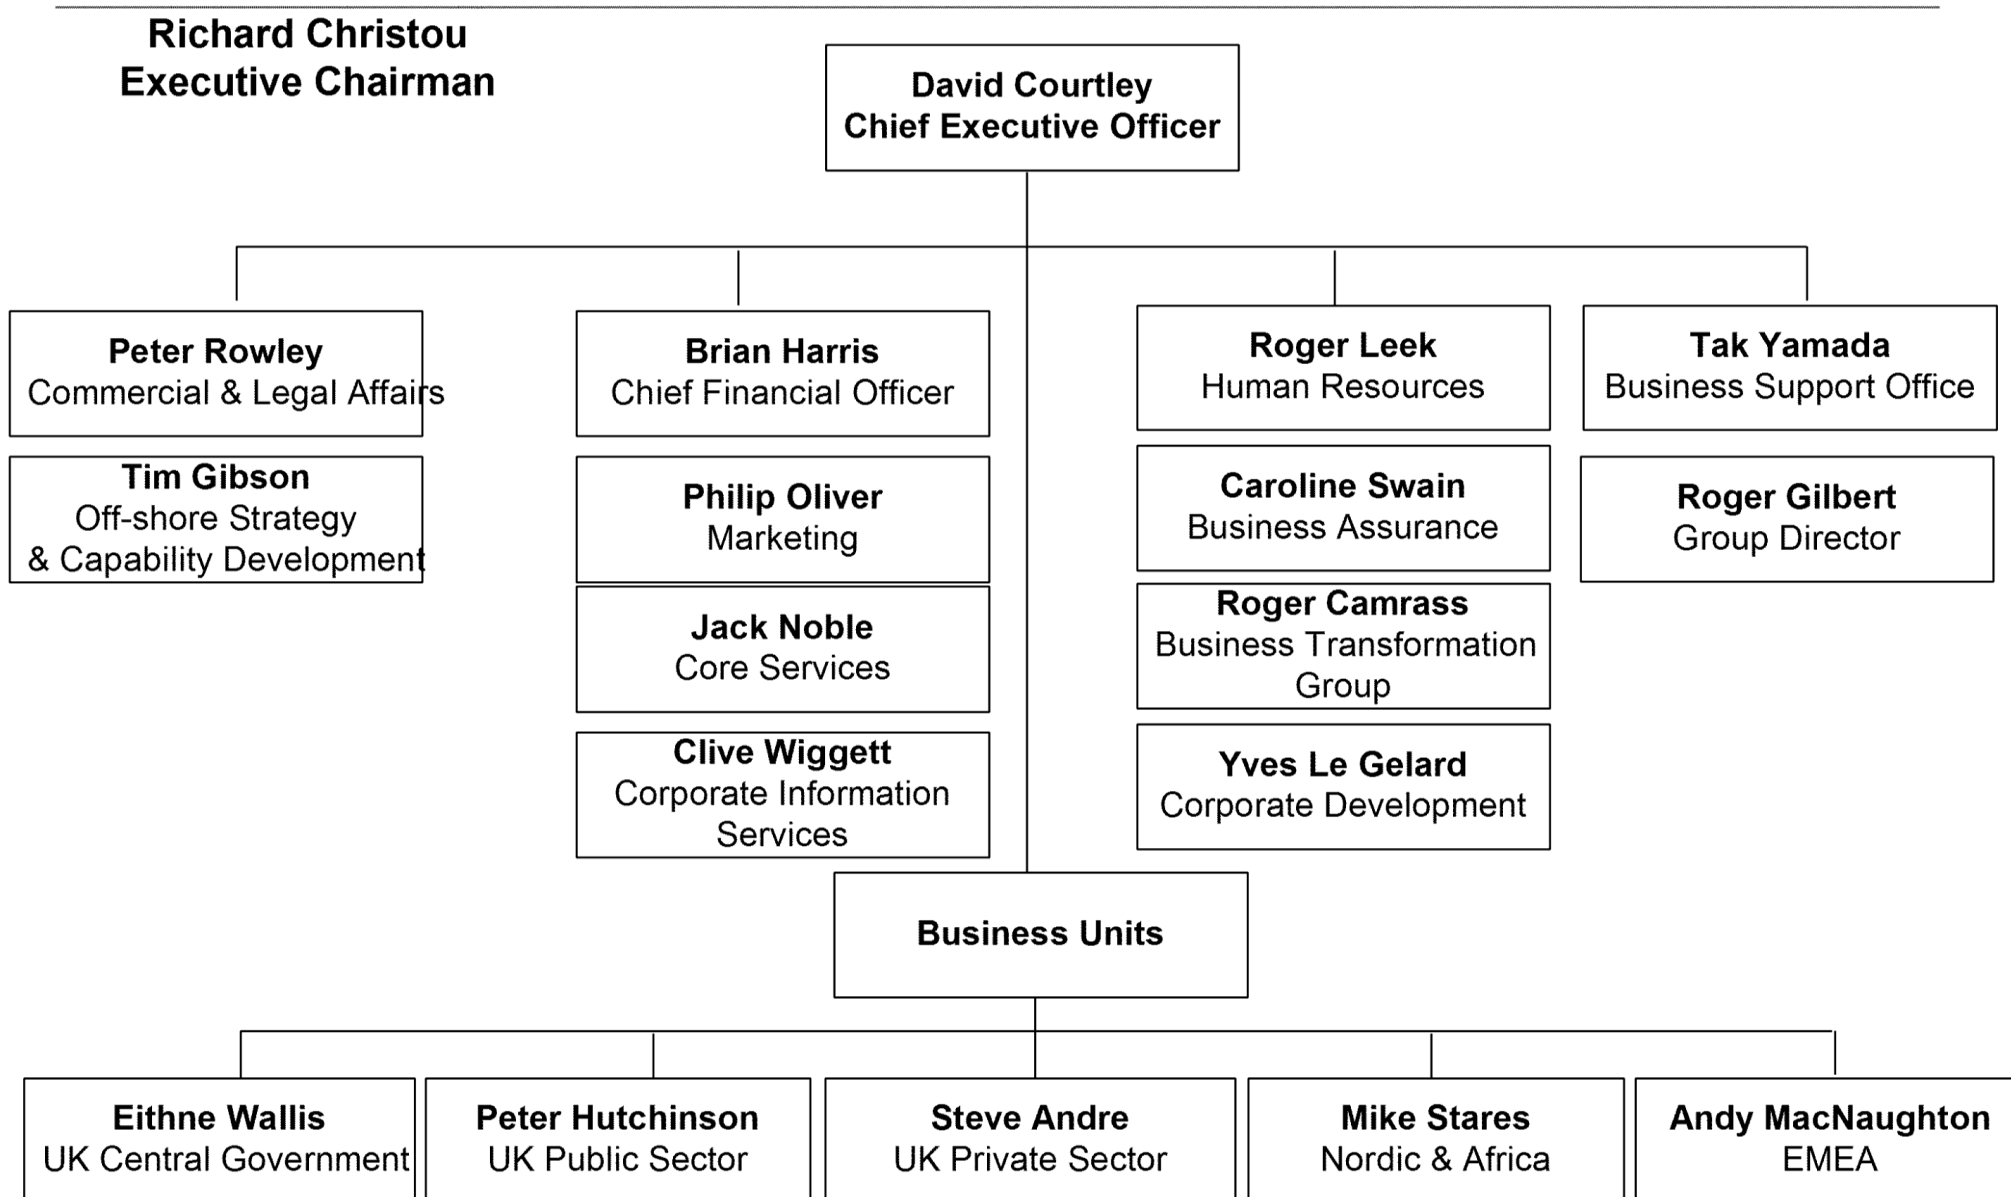 Richard Christou
Executive Chairman
David Courtley
Chief Executive Officer
Peter Rowley
Commercial & Legal Affairs
Brian Harris
Chief Financial Officer
Roger Leek
Human Resources
Tak Yamada
Business Support Office
Tim Gibson
Off-shore Strategy
& Capability Development
Philip Oliver
Marketing
Caroline Swain
Business Assurance
Roger Gilbert
Group Director
Jack Noble
Core Services
Roger Camrass
Business Transformation
Group
Clive Wiggett
Corporate Information
Services
Yves Le Gelard
Corporate Development
Business Units
Eithne Wallis
UK Central Government
Peter Hutchinson
UK Public Sector
Steve Andre
UK Private Sector
Mike Stares
Nordic & Africa
Andy MacNaughton
EMEA